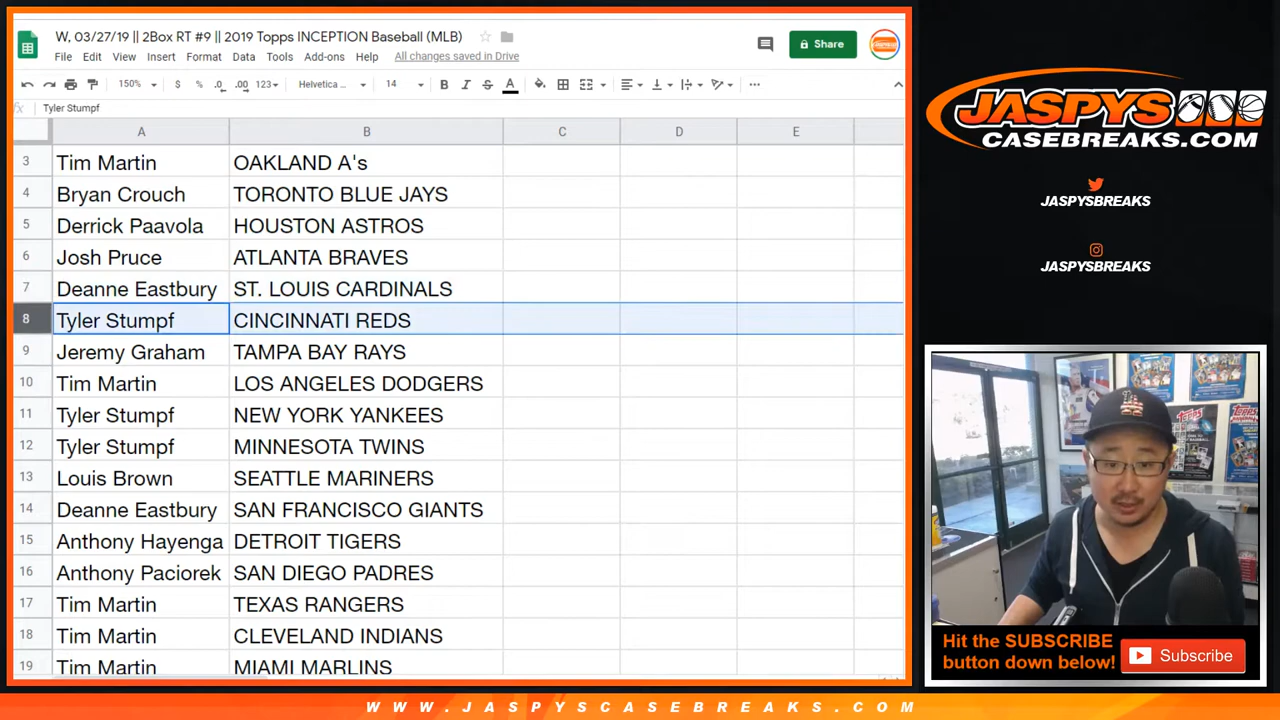 W, 03/27/19 || 2Box RT #9 || 2019 Topps INCEPTION Baseball (MLB)
File Edit View Insert Format Data Tools Add-ons Help All changes saved in Drive
Share
150% $ % .0 .00 123 Helvetica ... 14 B I S A
fx Tyler Stumpf
A B C D E
3 Tim Martin OAKLAND A's
4 Bryan Crouch TORONTO BLUE JAYS
5 Derrick Paavola HOUSTON ASTROS
6 Josh Pruce ATLANTA BRAVES
7 Deanne Eastbury ST. LOUIS CARDINALS
8 Tyler Stumpf CINCINNATI REDS
9 Jeremy Graham TAMPA BAY RAYS
10 Tim Martin LOS ANGELES DODGERS
11 Tyler Stumpf NEW YORK YANKEES
12 Tyler Stumpf MINNESOTA TWINS
13 Louis Brown SEATTLE MARINERS
14 Deanne Eastbury SAN FRANCISCO GIANTS
15 Anthony Hayenga DETROIT TIGERS
16 Anthony Paciorek SAN DIEGO PADRES
17 Tim Martin TEXAS RANGERS
18 Tim Martin CLEVELAND INDIANS
19 Tim Martin MIAMI MARLINS
JASPYS
CASEBREAKS.COM
JASPYSBREAKS
JASPYSBREAKS
Hit the SUBSCRIBE
button down below!
Subscribe
WWW.JASPYSCASEBREAKS.COM